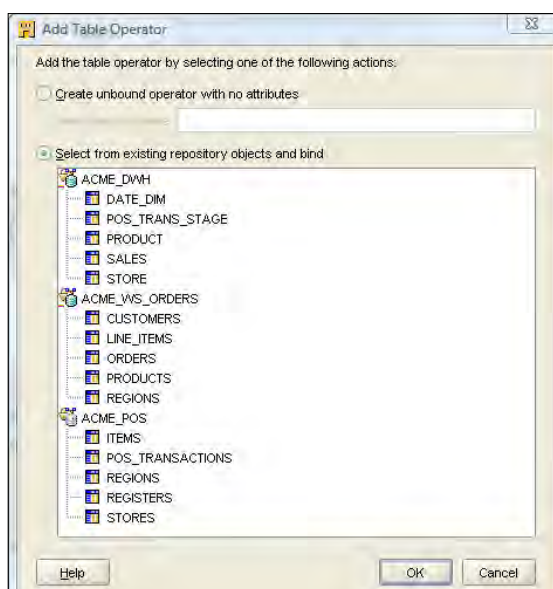 Add Table Operator
Add the table operator by selecting one of the following actions:
Create unbound operator with no attributes
Select from existing repository objects and bind
ACME_DWH
DATE_DIM
POS_TRANS_STAGE
PRODUCT
SALES
STORE
ACME_WS_ORDERS
CUSTOMERS
LINE_ITEMS
ORDERS
PRODUCTS
REGIONS
ACME_POS
ITEMS
POS_TRANSACTIONS
REGIONS
REGISTERS
STORES
Help OK Cancel